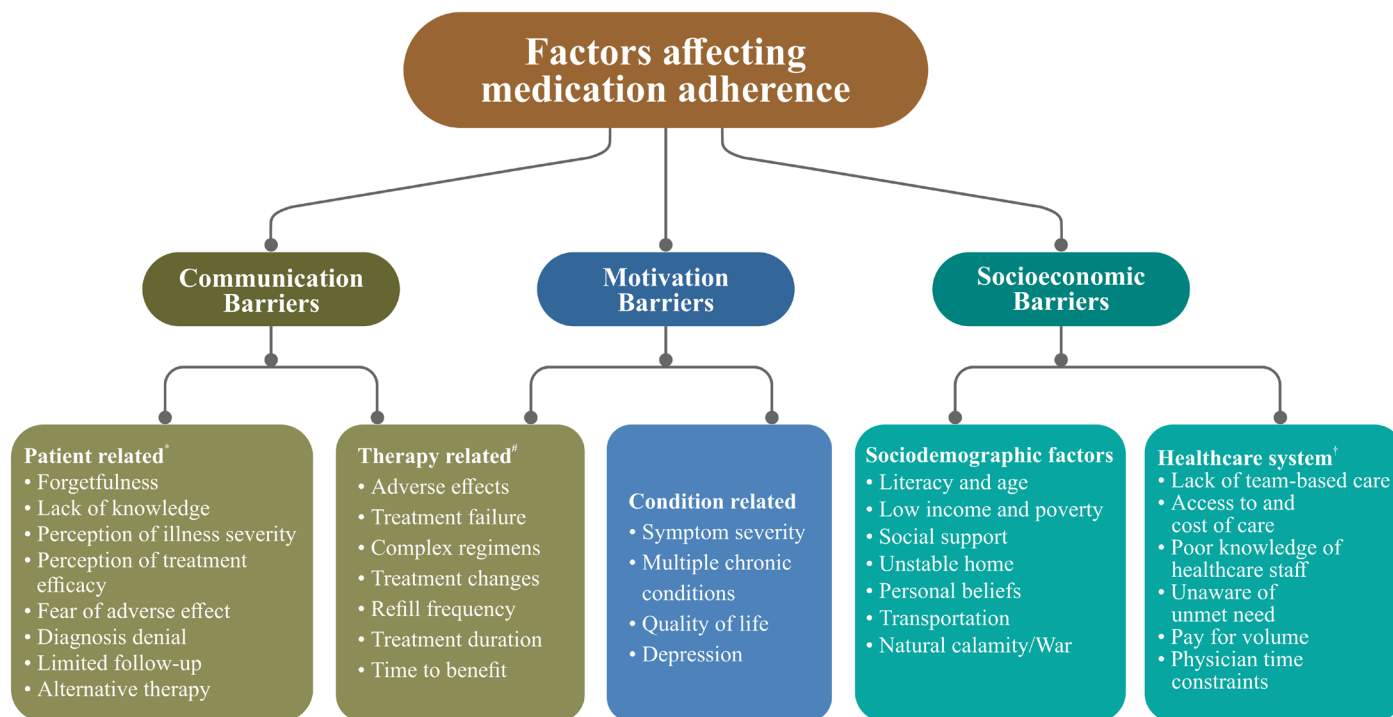 Factors affecting
medication adherence
Communication
Barriers
Motivation
Barriers
Socioeconomic
Barriers
Patient related*
• Forgetfulness
• Lack of knowledge
• Perception of illness severity
• Perception of treatment
efficacy
• Fear of adverse effect
• Diagnosis denial
• Limited follow-up
• Alternative therapy
Therapy related#
• Adverse effects
• Treatment failure
• Complex regimens
• Treatment changes
• Refill frequency
• Treatment duration
• Time to benefit
Condition related
• Symptom severity
• Multiple chronic
conditions
• Quality of life
• Depression
Sociodemographic factors
• Literacy and age
• Low income and poverty
• Social support
• Unstable home
• Personal beliefs
• Transportation
• Natural calamity/War
Healthcare system†
• Lack of team-based care
• Access to and
cost of care
• Poor knowledge of
healthcare staff
• Unaware of
unmet need
• Pay for volume
• Physician time
constraints